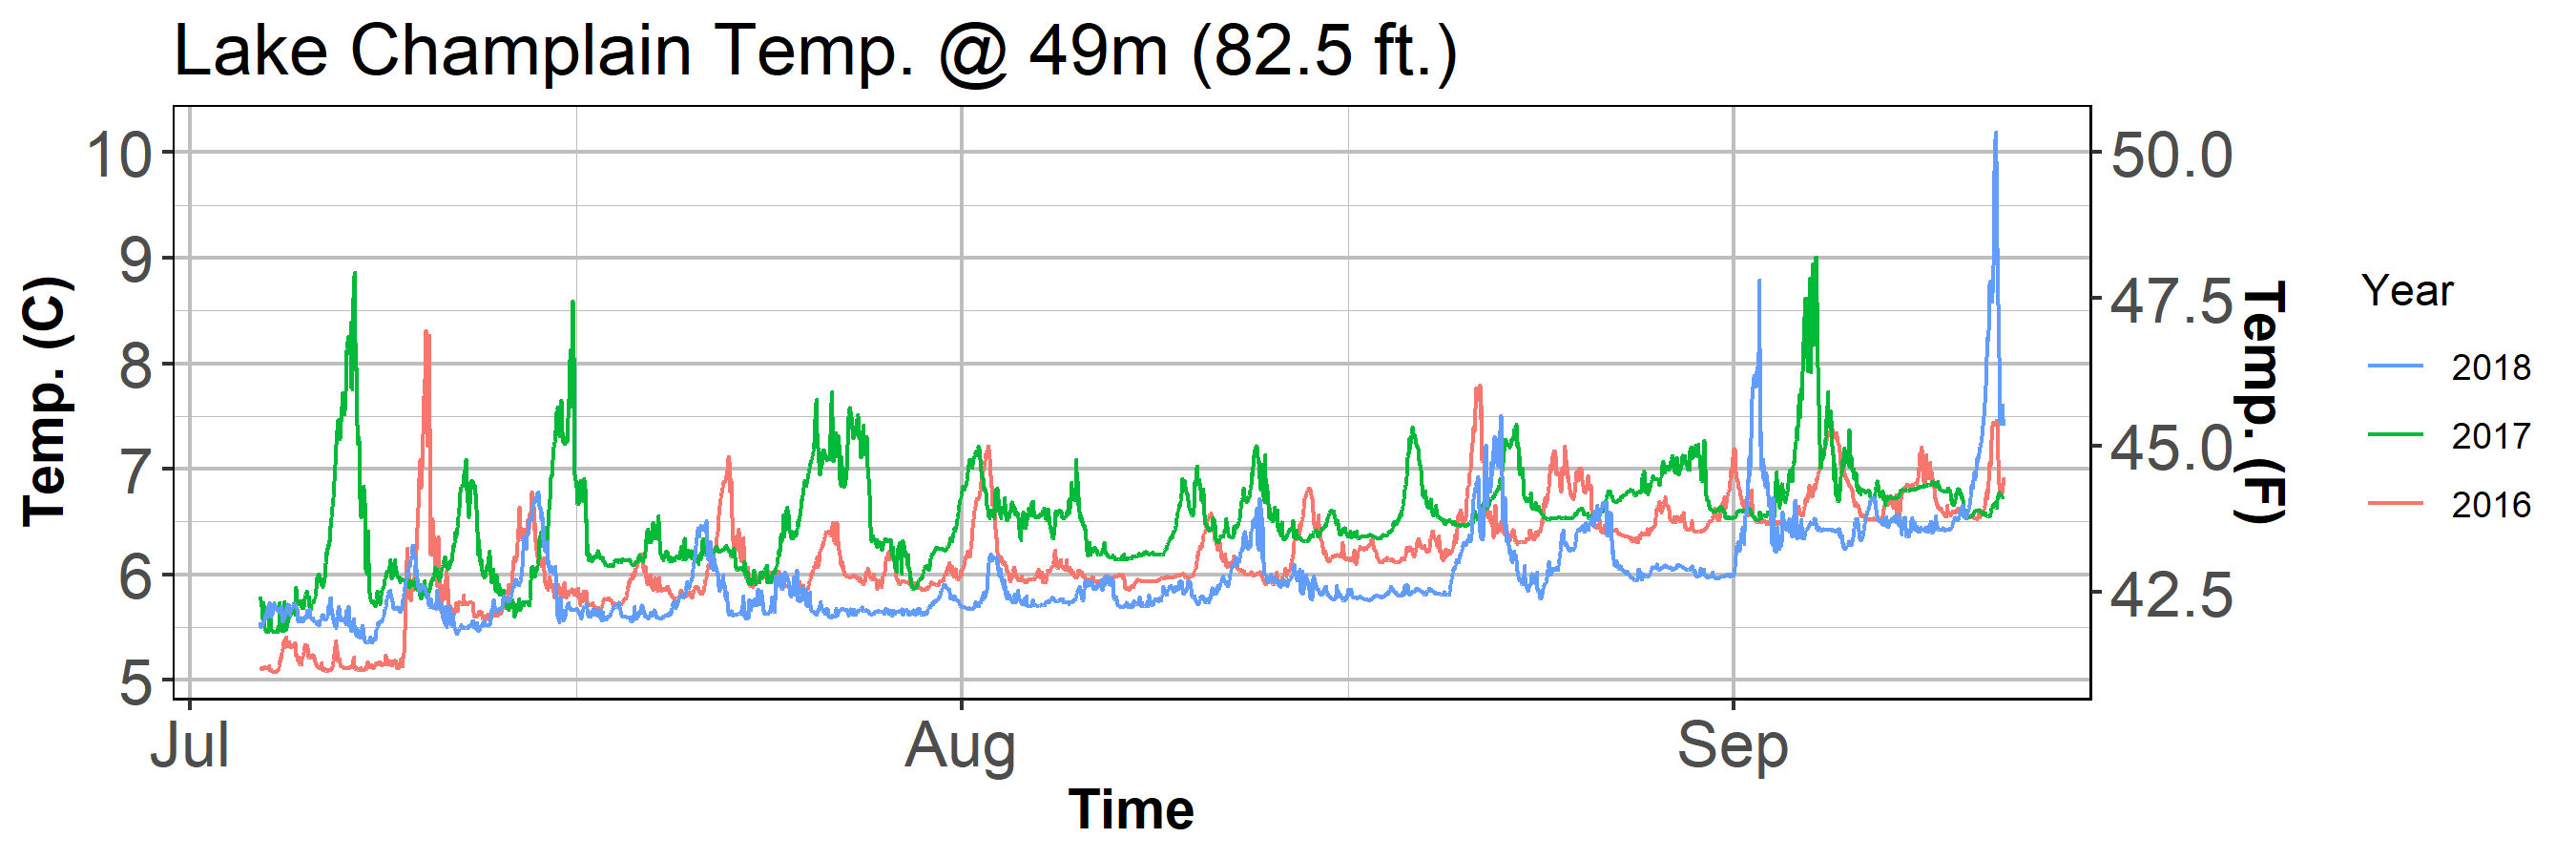 Lake Champlain Temp. @ 49m (82.5 ft.)
10
9
8
7
6
5
Temp. (C)
50.0
47.5
45.0
42.5
Temp. (F)
Jul Aug Sep
Time
Year
2018
2017
2016